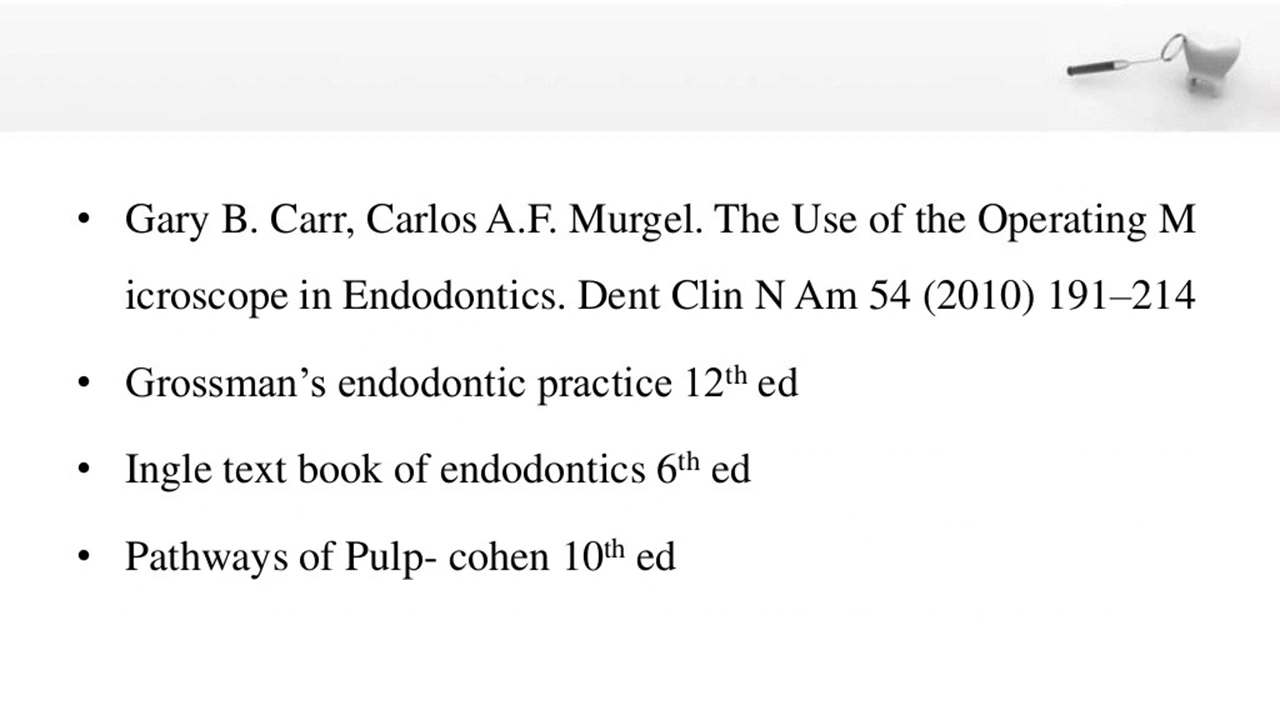 • Gary B. Carr, Carlos A.F. Murgel. The Use of the Operating M
icroscope in Endodontics. Dent Clin N Am 54 (2010) 191–214
• Grossman’s endodontic practice 12th ed
• Ingle text book of endodontics 6th ed
• Pathways of Pulp- cohen 10th ed